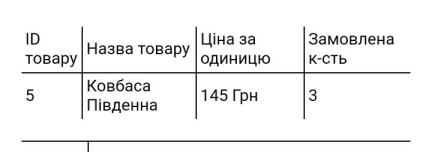 ID товару | Назва товару | Ціна за одиницю | Замовлена к-сть
5 | Ковбаса Південна | 145 Грн | 3